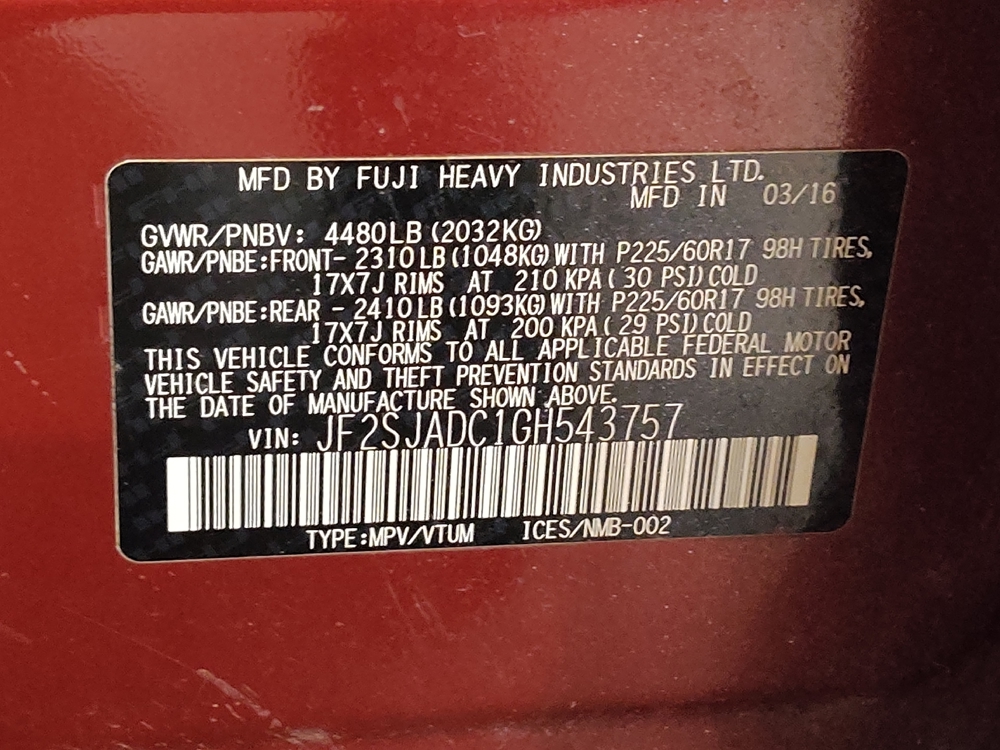 MFD BY FUJI HEAVY INDUSTRIES LTD.
MFD IN 03/16
GVWR/PNBV: 4480LB (2032KG)
GAWR/PNBE:FRONT- 2310 LB (1048KG) WITH P225/60R17 98H TIRES,
17X7J RIMS AT 210 KPA ( 30 PSI) COLD
GAWR/PNBE:REAR - 2410 LB (1093KG) WITH P225/60R17 98H TIRES,
17X7J RIMS AT 200 KPA ( 29 PSI) COLD
THIS VEHICLE CONFORMS TO ALL APPLICABLE FEDERAL MOTOR
VEHICLE SAFETY AND THEFT PREVENTION STANDARDS IN EFFECT ON
THE DATE OF MANUFACTURE SHOWN ABOVE.
VIN: JF2SJADC1GH543757
TYPE:MPV/VTUM ICES/NMB-002